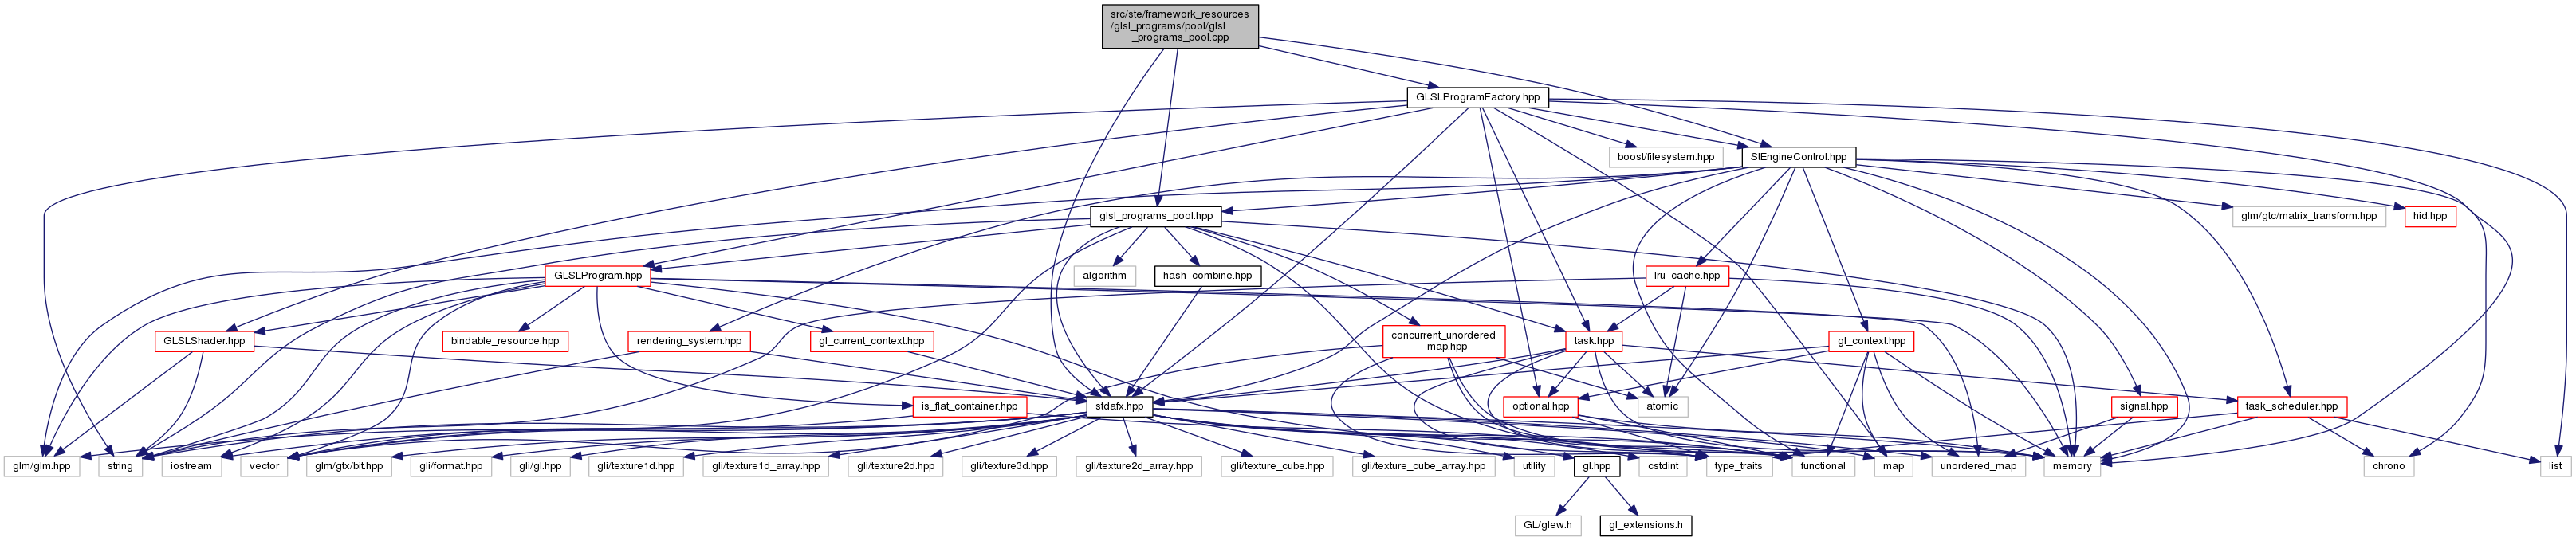 src/ste/framework_resources
/glsl_programs/pool/glsl
_programs_pool.cpp
GLSLProgramFactory.hpp
boost/filesystem.hpp
StEngineControl.hpp
glsl_programs_pool.hpp
glm/gtc/matrix_transform.hpp
hid.hpp
GLSLProgram.hpp
algorithm
hash_combine.hpp
lru_cache.hpp
GLSLShader.hpp
bindable_resource.hpp
rendering_system.hpp
gl_current_context.hpp
concurrent_unordered
_map.hpp
task.hpp
gl_context.hpp
is_flat_container.hpp
stdafx.hpp
optional.hpp
atomic
signal.hpp
task_scheduler.hpp
glm/glm.hpp
string
iostream
vector
glm/gtx/bit.hpp
gli/format.hpp
gli/gl.hpp
gli/texture1d.hpp
gli/texture1d_array.hpp
gli/texture2d.hpp
gli/texture3d.hpp
gli/texture2d_array.hpp
gli/texture_cube.hpp
gli/texture_cube_array.hpp
utility
gl.hpp
cstdint
type_traits
functional
map
unordered_map
memory
chrono
list
GL/glew.h
gl_extensions.h